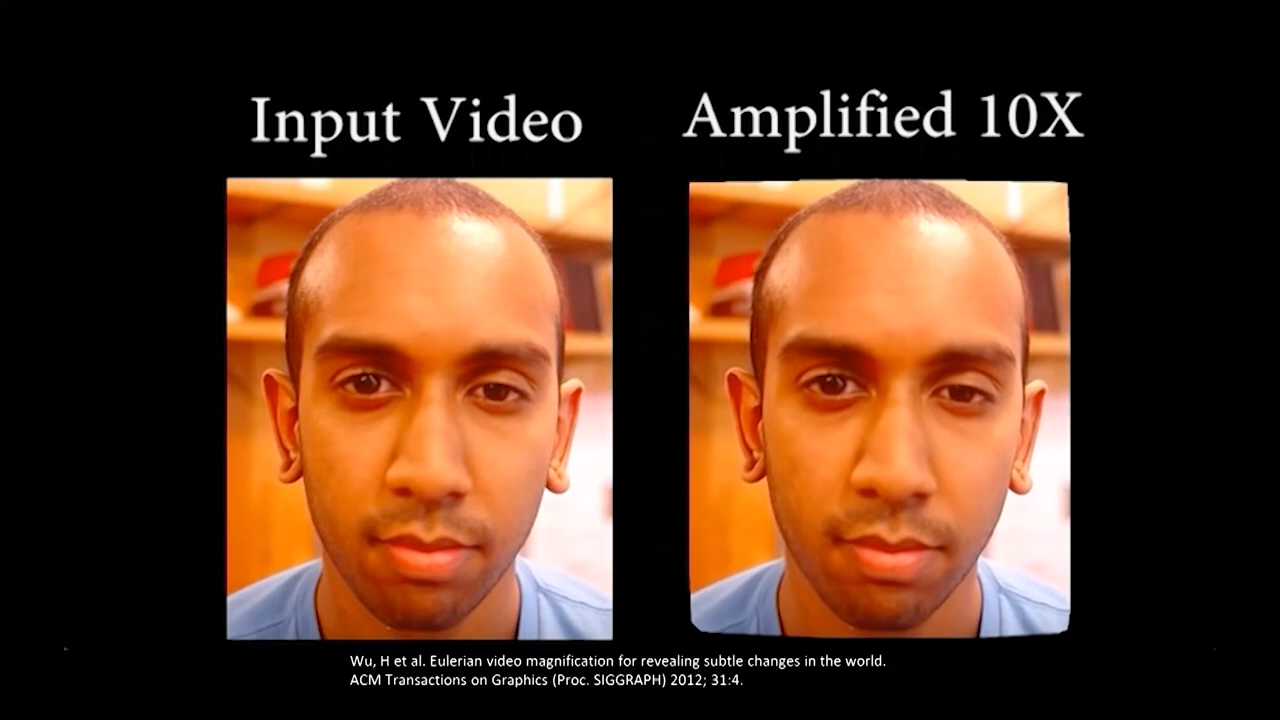 Input Video
Amplified 10X
Wu, H et al. Eulerian video magnification for revealing subtle changes in the world.
ACM Transactions on Graphics (Proc. SIGGRAPH) 2012; 31:4.